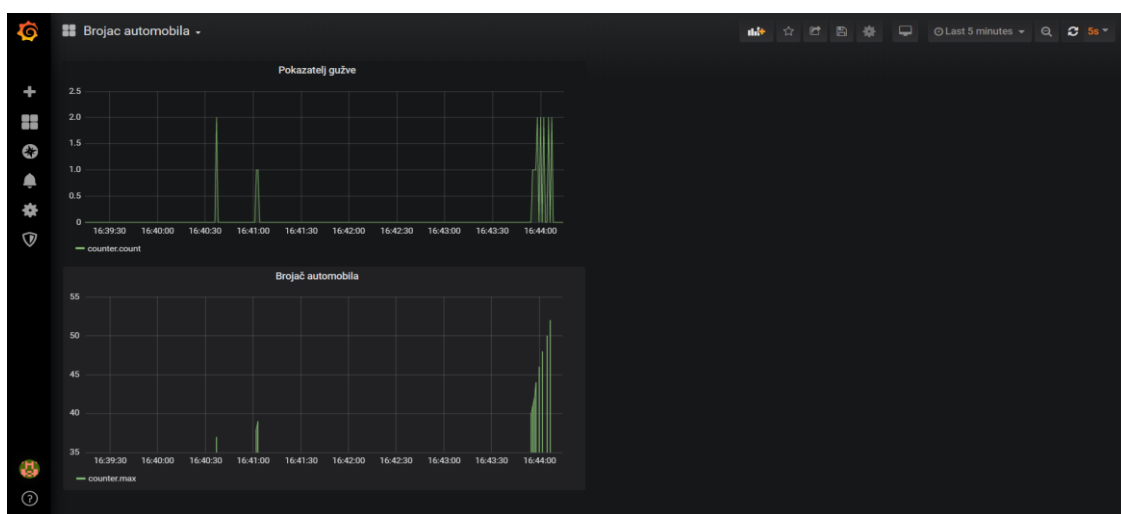 Brojac automobila
Last 5 minutes
5s
Pokazatelj gužve
2.5
2.0
1.5
1.0
0.5
0
16:39:30 16:40:00 16:40:30 16:41:00 16:41:30 16:42:00 16:42:30 16:43:00 16:43:30 16:44:00
counter.count
Brojač automobila
55
50
45
40
35
16:39:30 16:40:00 16:40:30 16:41:00 16:41:30 16:42:00 16:42:30 16:43:00 16:43:30 16:44:00
counter.max